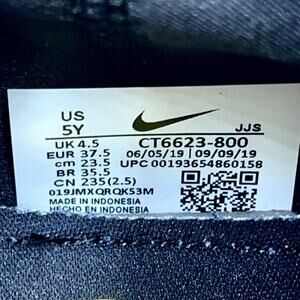 US
5Y
JJS
UK 4.5
CT6623-800
EUR 37.5
06/05/19 | 09/09/19
cm 23.5
UPC 00193654860158
BR 35.5
CN 235(2.5)
019JMXQRQKS3M
MADE IN INDONESIA
HECHO EN INDONESIA